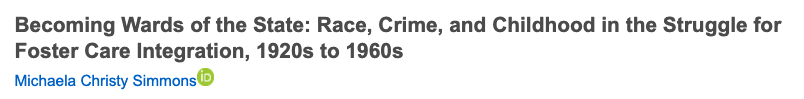 Becoming Wards of the State: Race, Crime, and Childhood in the Struggle for
Foster Care Integration, 1920s to 1960s
Michaela Christy Simmons iD